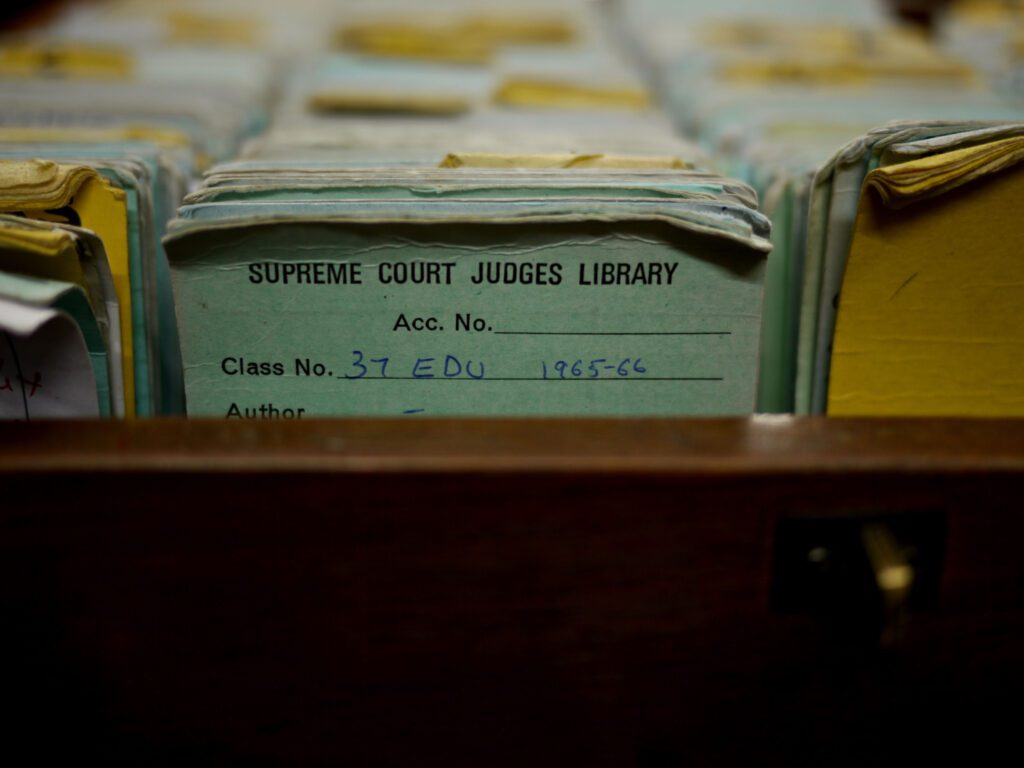 SUPREME COURT JUDGES LIBRARY
Acc. No.
Class No. 37 EDU 1965-66
Author -